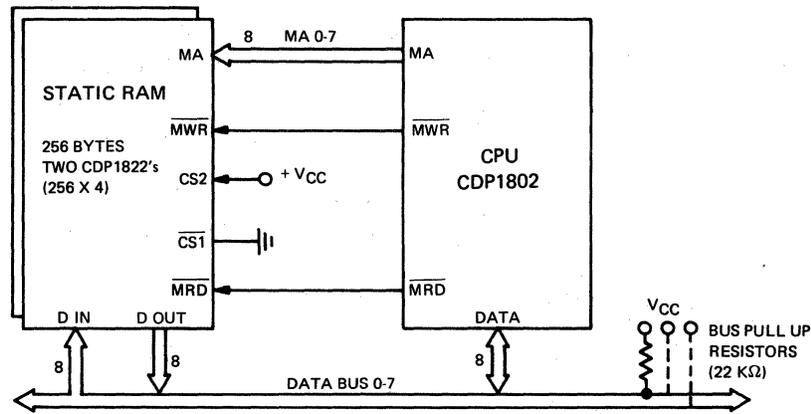 8 MA 0-7
MA
MA
STATIC RAM
256 BYTES
TWO CDP1822's
(256 X 4)
MWR
MWR
CPU
CDP1802
CS2
+ VCC
CS1
MRD
MRD
D IN
D OUT
DATA
VCC
BUS PULL UP
RESISTORS
(22 KΩ)
8
8
8
DATA BUS 0-7